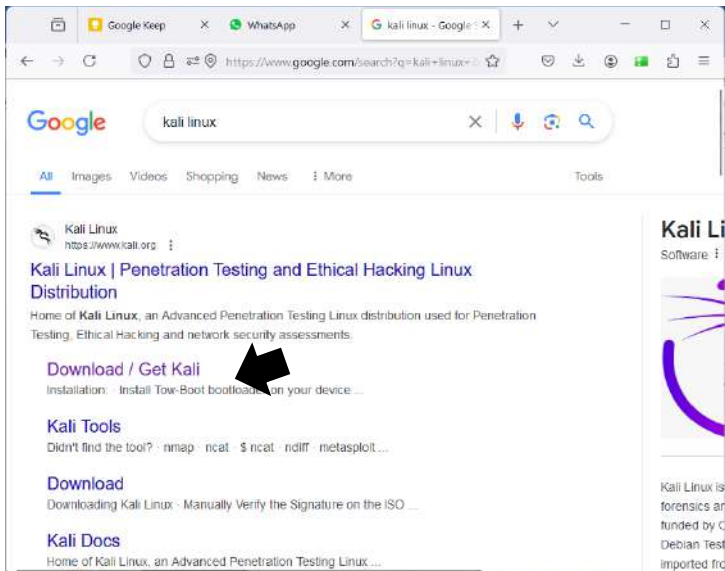 Google Keep
WhatsApp
kali linux - Google S
https://www.google.com/search?q=kali+linux+
Google
kali linux
All Images Videos Shopping News More Tools
Kali Linux
https://www.kali.org
Kali Linux | Penetration Testing and Ethical Hacking Linux
Distribution
Home of Kali Linux, an Advanced Penetration Testing Linux distribution used for Penetration
Testing, Ethical Hacking and network security assessments.
Download / Get Kali
Installation: · Install Tow-Boot bootloader on your device ...
Kali Tools
Didn't find the tool? · nmap · ncat · $ ncat · ndiff · metasploit ...
Download
Downloading Kali Linux · Manually Verify the Signature on the ISO ...
Kali Docs
Home of Kali Linux, an Advanced Penetration Testing Linux ...
Kali Li
Software
Kali Linux is
forensics an
funded by O
Debian Test
imported fro